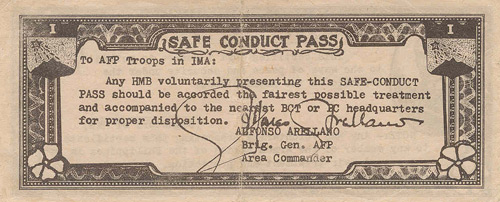 I I
SAFE CONDUCT PASS
To AFP Troops in IMA:
Any HMB voluntarily presenting this SAFE-CONDUCT
PASS should be accorded the fairest possible treatment
and accompanied to the nearest BCT or PC headquarters
for proper disposition.
ALFONSO ARELLANO
Brig. Gen. AFP
Area Commander